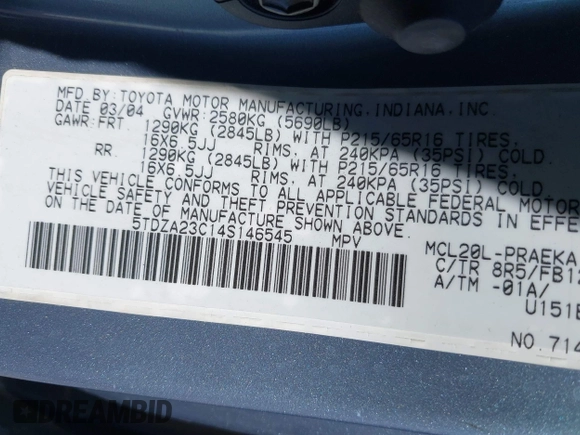 MFD.BY:TOYOTA MOTOR MANUFACTURING,INDIANA,INC.
DATE 03/04 GVWR:2580KG (5690LB)
GAWR:FRT. 1290KG (2845LB) WITH P215/65R16 TIRES,
16X6.5JJ RIMS, AT 240KPA (35PSI) COLD.
RR. 1290KG (2845LB) WITH P215/65R16 TIRES,
16X6.5JJ RIMS, AT 240KPA (35PSI) COLD.
THIS VEHICLE CONFORMS TO ALL APPLICABLE FEDERAL MOTOR
VEHICLE SAFETY AND THEFT PREVENTION STANDARDS IN EFFE
ON THE DATE OF MANUFACTURE SHOWN ABOVE.
5TDZA23C14S146545 MPV
MCL20L-PRAEKA
C/TR 8R5/FB1
A/TM -01A/
U151
NO.714
DREAMBID